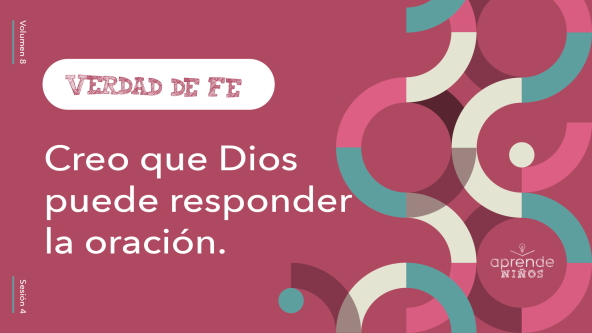 Volumen 8
VERDAD DE FE
Creo que Dios
puede responder
la oración.
Sesión 4
aprende
NIÑOS